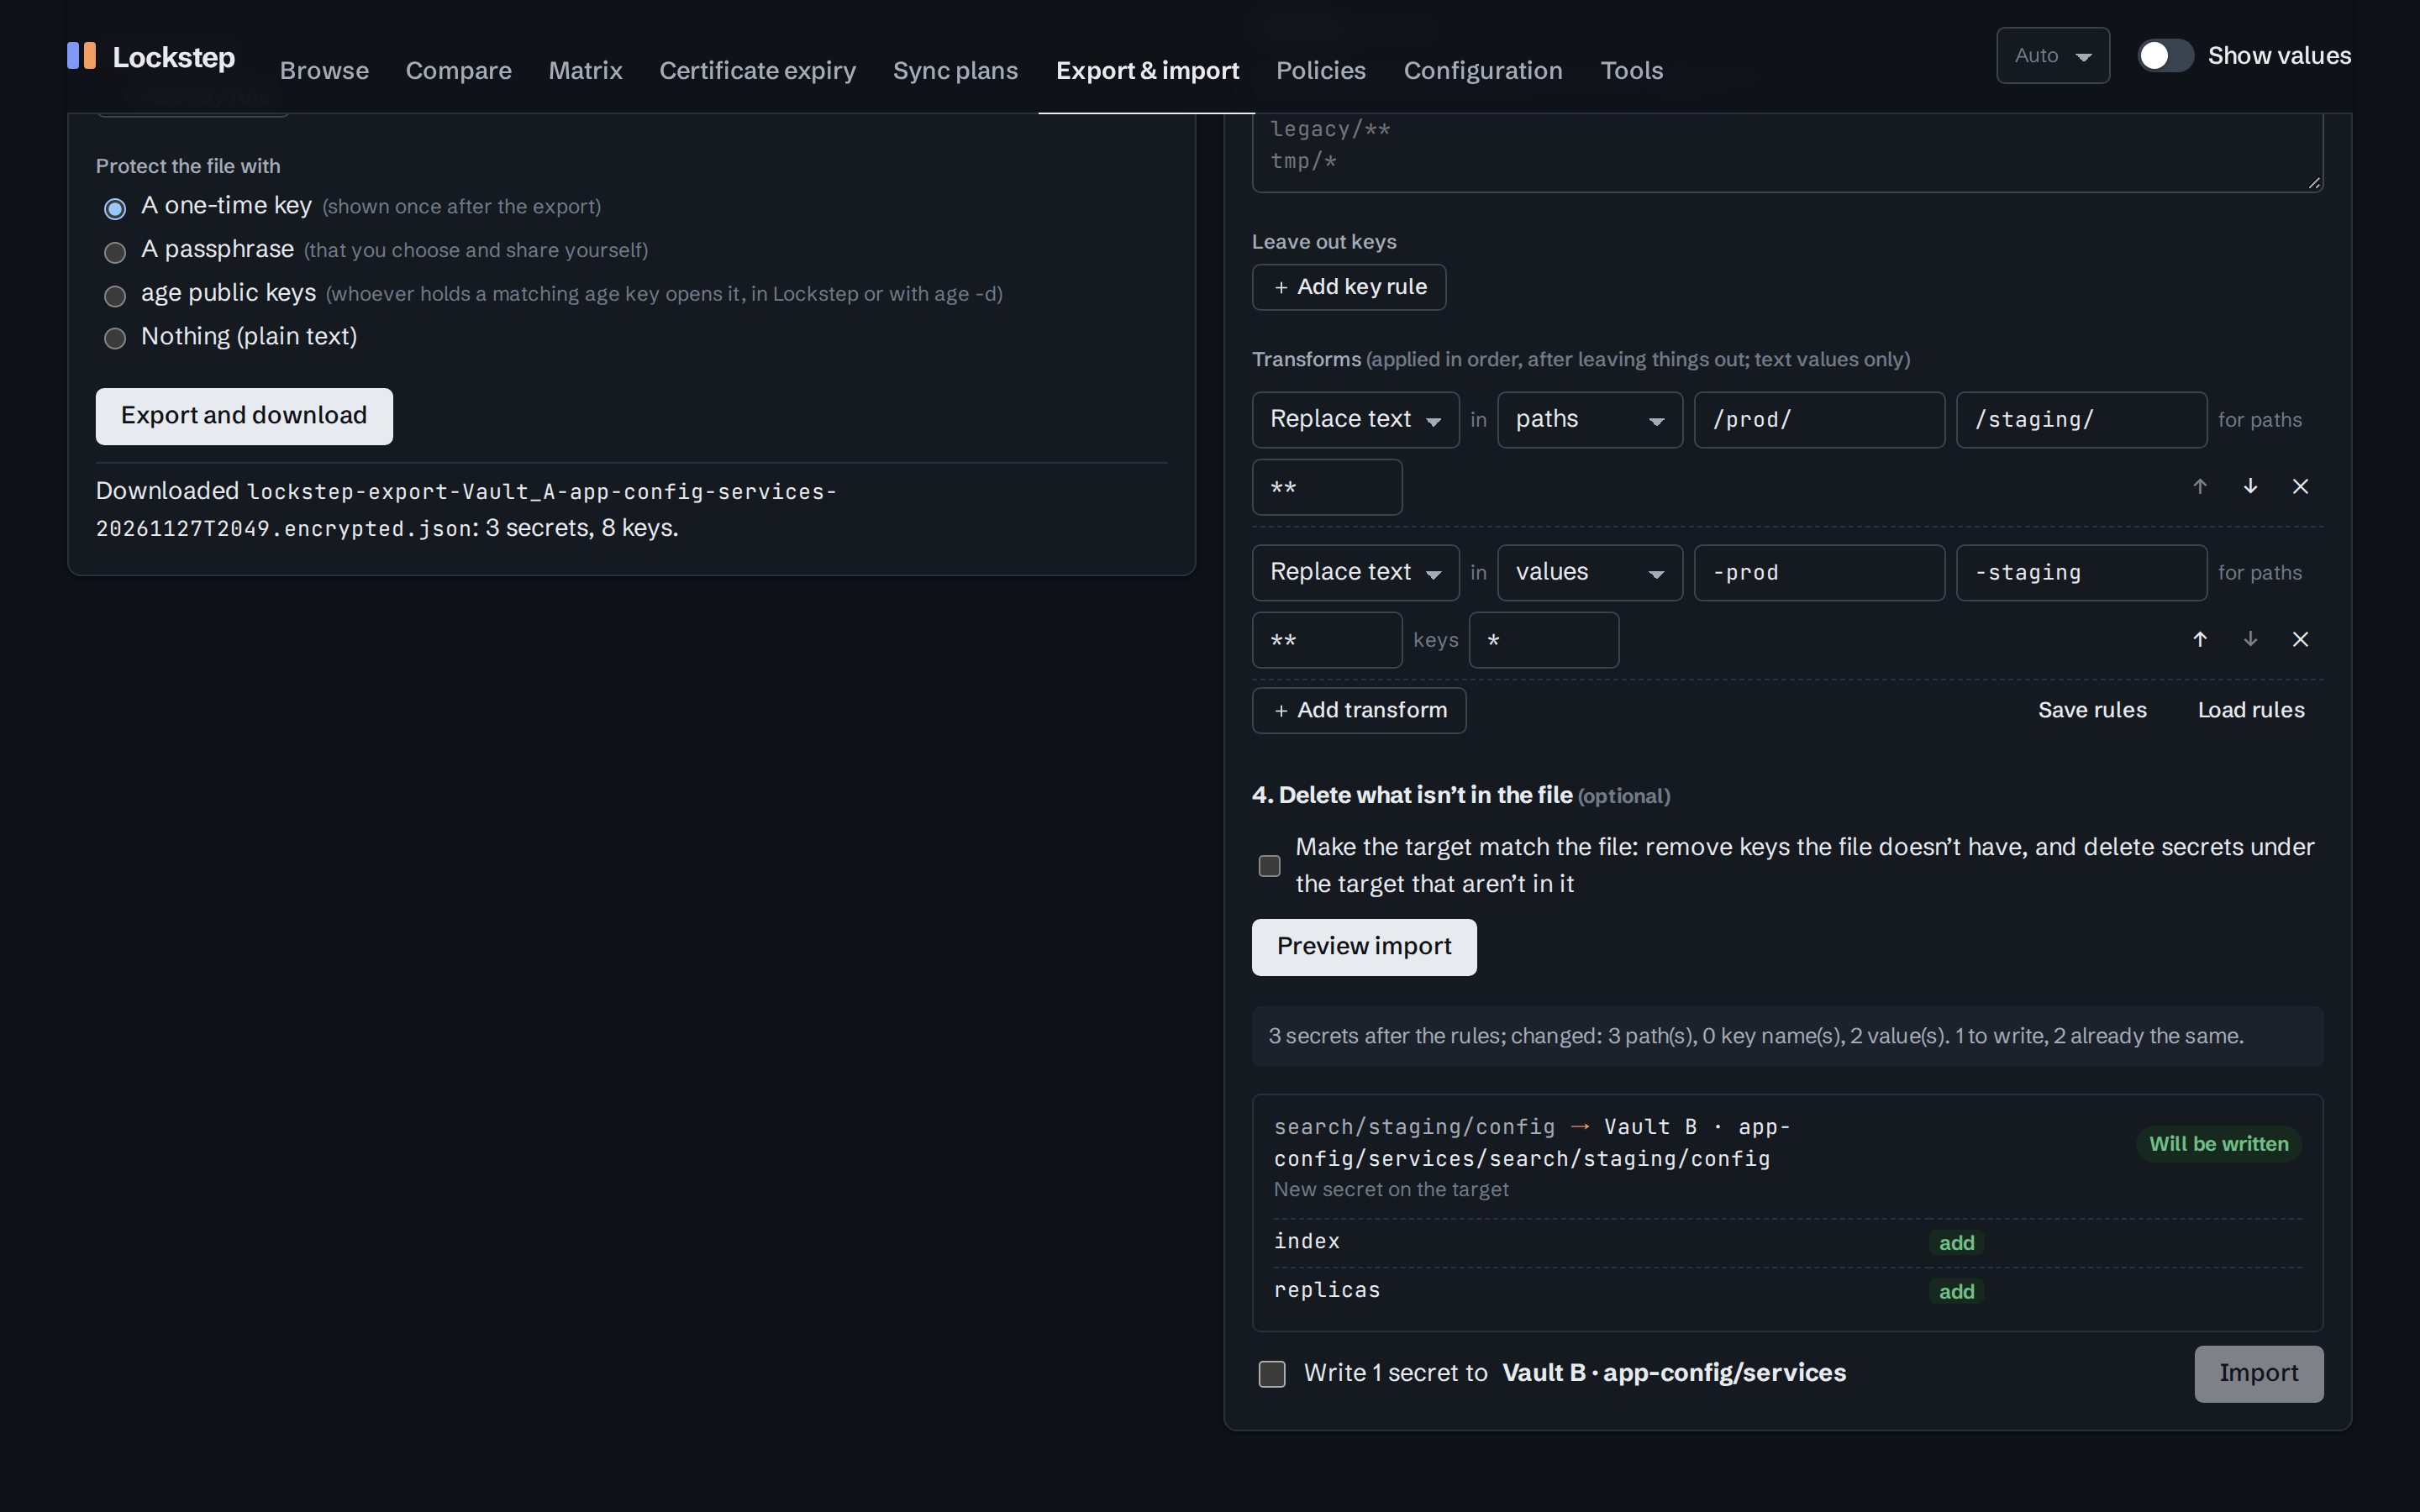 Lockstep
Browse
Compare
Matrix
Certificate expiry
Sync plans
Export & import
Policies
Configuration
Tools
Auto
Show values
Protect the file with
A one-time key (shown once after the export)
A passphrase (that you choose and share yourself)
age public keys (whoever holds a matching age key opens it, in Lockstep or with age -d)
Nothing (plain text)
Export and download
Downloaded lockstep-export-Vault_A-app-config-services-
20261127T2049.encrypted.json: 3 secrets, 8 keys.
legacy/**
tmp/*
Leave out keys
+ Add key rule
Transforms (applied in order, after leaving things out; text values only)
Replace text in paths /prod/ /staging/ for paths
** ↑ ↓ ×
Replace text in values -prod -staging for paths
** keys * ↑ ↓ ×
+ Add transform
Save rules
Load rules
4. Delete what isn’t in the file (optional)
Make the target match the file: remove keys the file doesn’t have, and delete secrets under
the target that aren’t in it
Preview import
3 secrets after the rules; changed: 3 path(s), 0 key name(s), 2 value(s). 1 to write, 2 already the same.
search/staging/config → Vault B · app-
config/services/search/staging/config
Will be written
New secret on the target
index add
replicas add
Write 1 secret to Vault B · app-config/services
Import